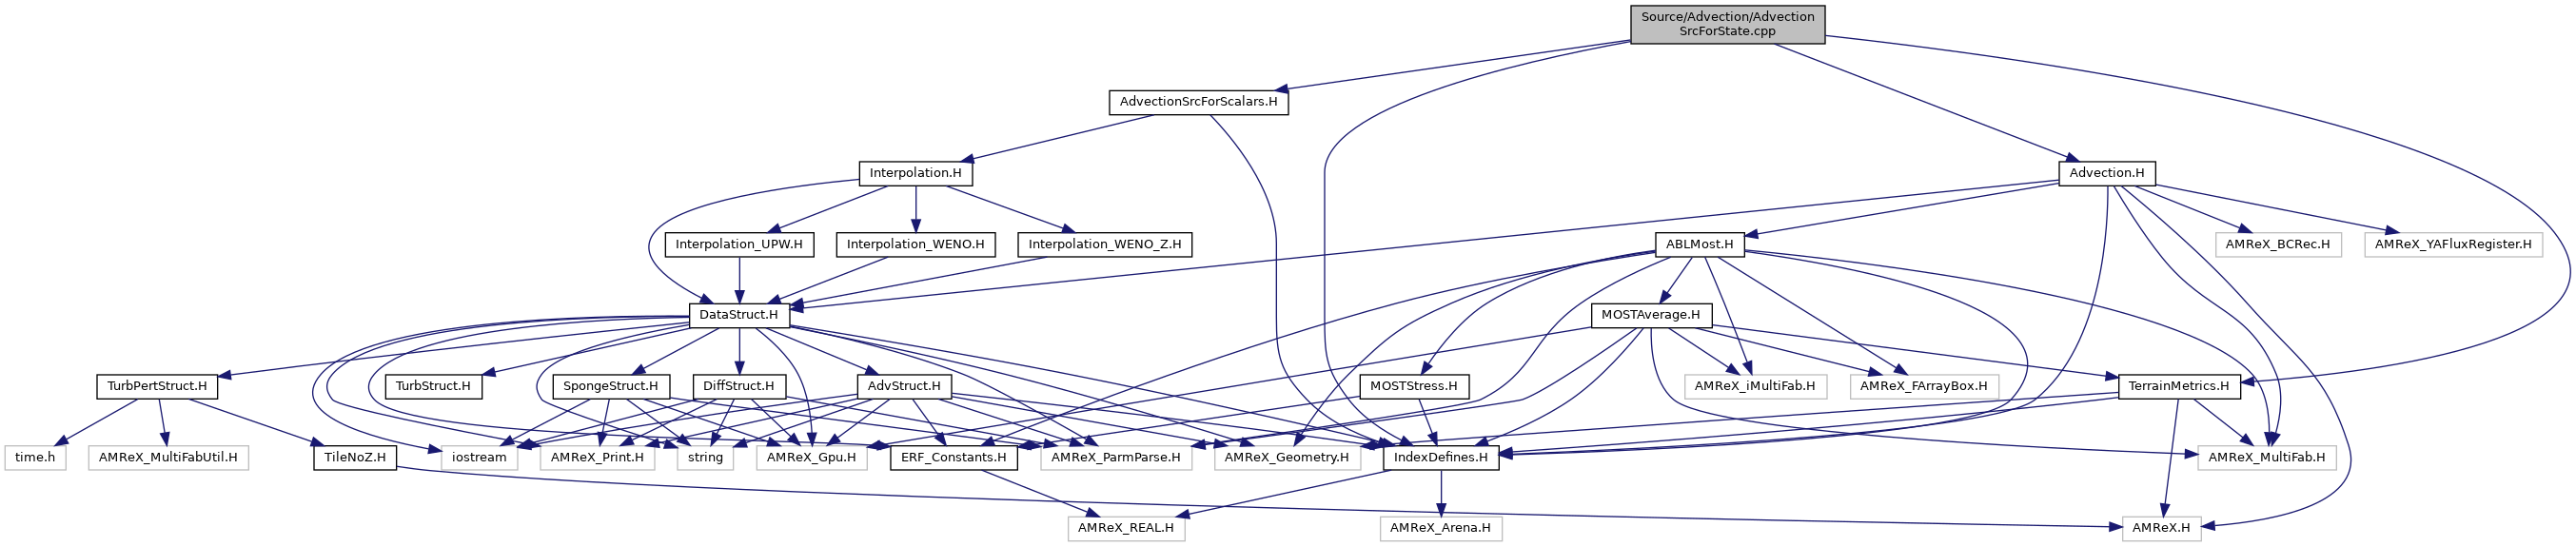 Source/Advection/Advection
SrcForState.cpp
AdvectionSrcForScalars.H
Interpolation.H
Advection.H
Interpolation_UPW.H
Interpolation_WENO.H
Interpolation_WENO_Z.H
ABLMost.H
AMReX_BCRec.H
AMReX_YAFluxRegister.H
DataStruct.H
MOSTAverage.H
TurbPertStruct.H
TurbStruct.H
SpongeStruct.H
DiffStruct.H
AdvStruct.H
MOSTStress.H
AMReX_iMultiFab.H
AMReX_FArrayBox.H
TerrainMetrics.H
time.h
AMReX_MultiFabUtil.H
TileNoZ.H
iostream
AMReX_Print.H
string
AMReX_Gpu.H
ERF_Constants.H
AMReX_ParmParse.H
AMReX_Geometry.H
IndexDefines.H
AMReX_MultiFab.H
AMReX_REAL.H
AMReX_Arena.H
AMReX.H